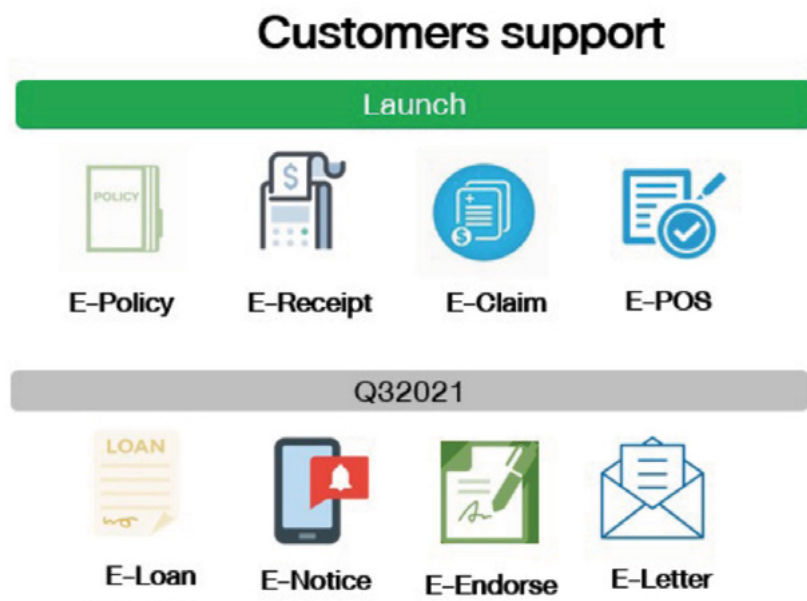 Customers support
Launch
POLICY
$
$
E-Policy E-Receipt E-Claim E-POS
Q32021
LOAN
E-Loan E-Notice E-Endorse E-Letter